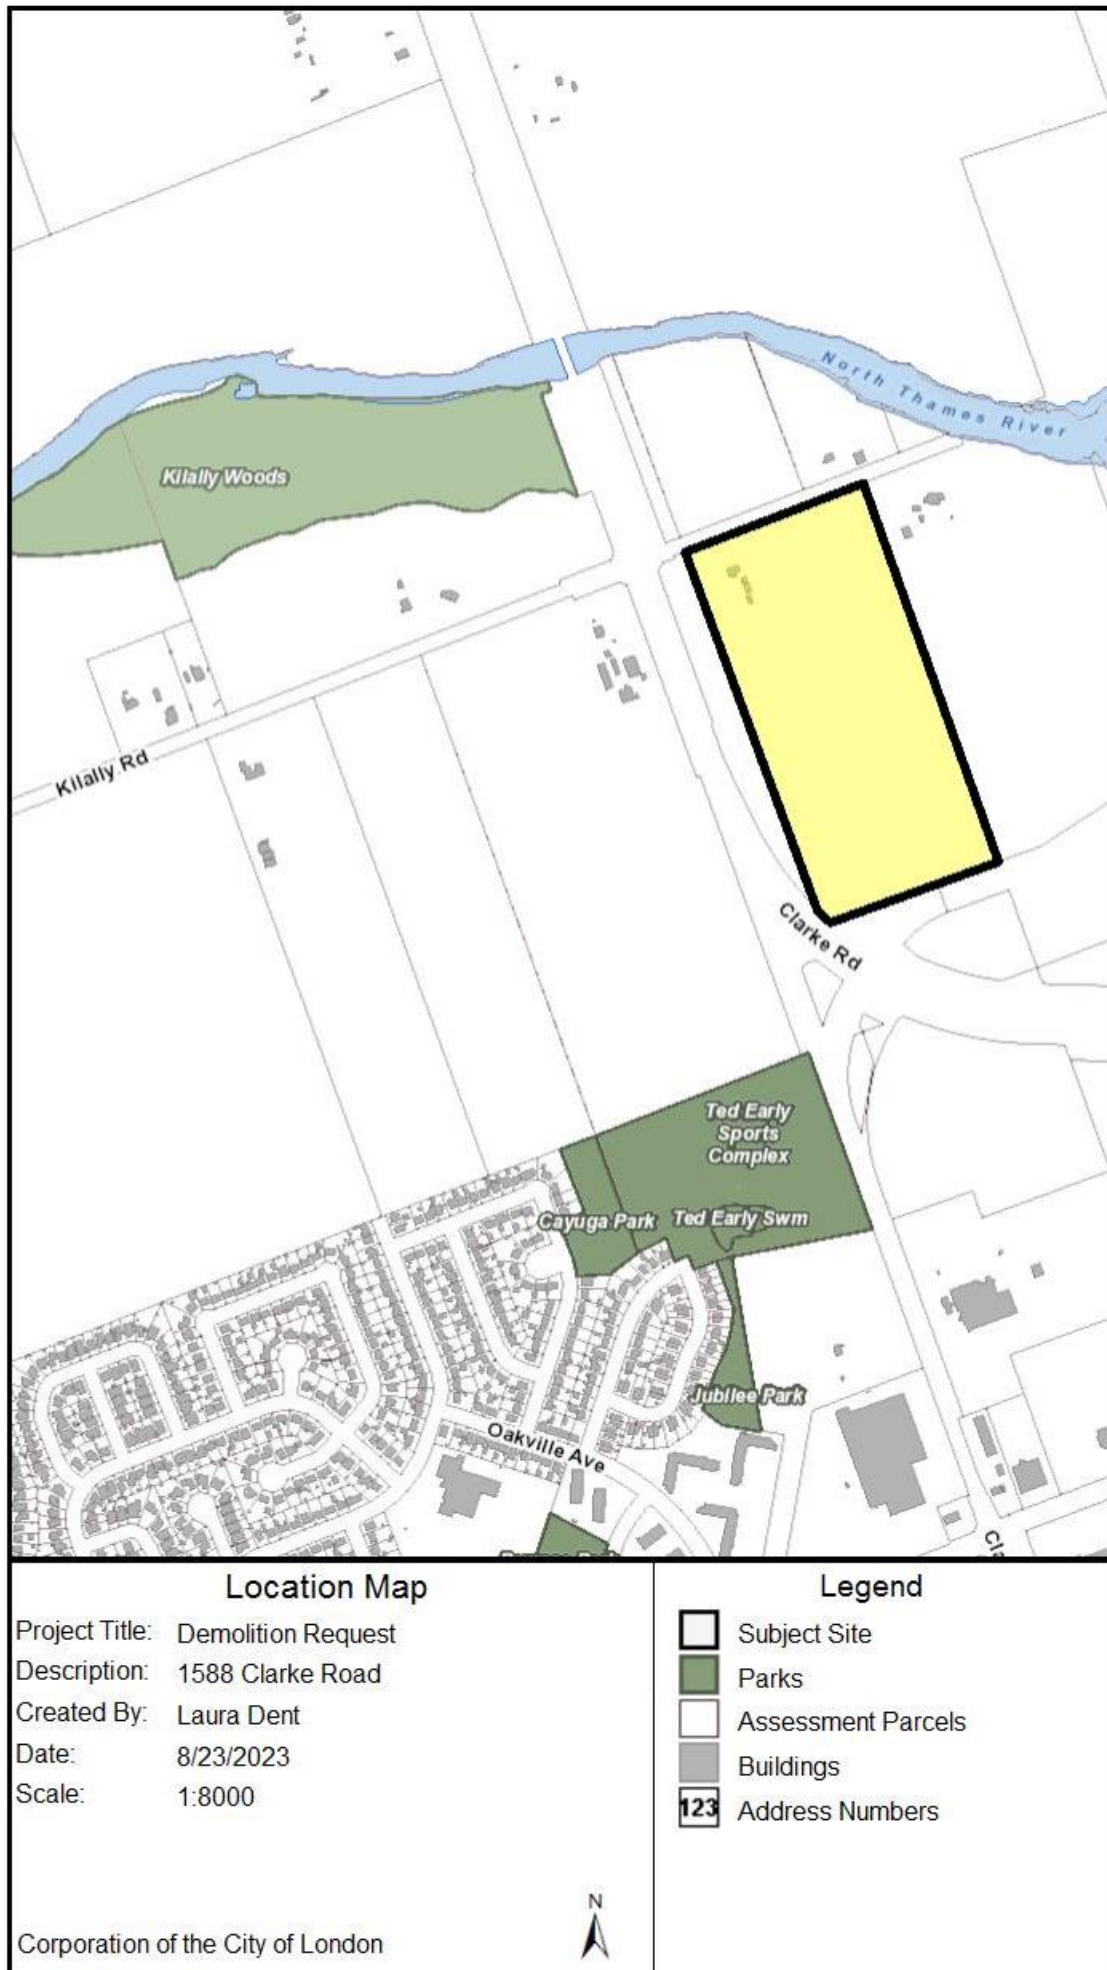 North Thames River
Kilally Woods
Kilally Rd
Clarke Rd
Ted Early
Sports
Complex
Cayuga Park
Ted Early Swm
Jubilee Park
Oakville Ave
Cla
Location Map
Project Title: Demolition Request
Description: 1588 Clarke Road
Created By: Laura Dent
Date: 8/23/2023
Scale: 1:8000
Corporation of the City of London
N
Legend
Subject Site
Parks
Assessment Parcels
Buildings
123 Address Numbers